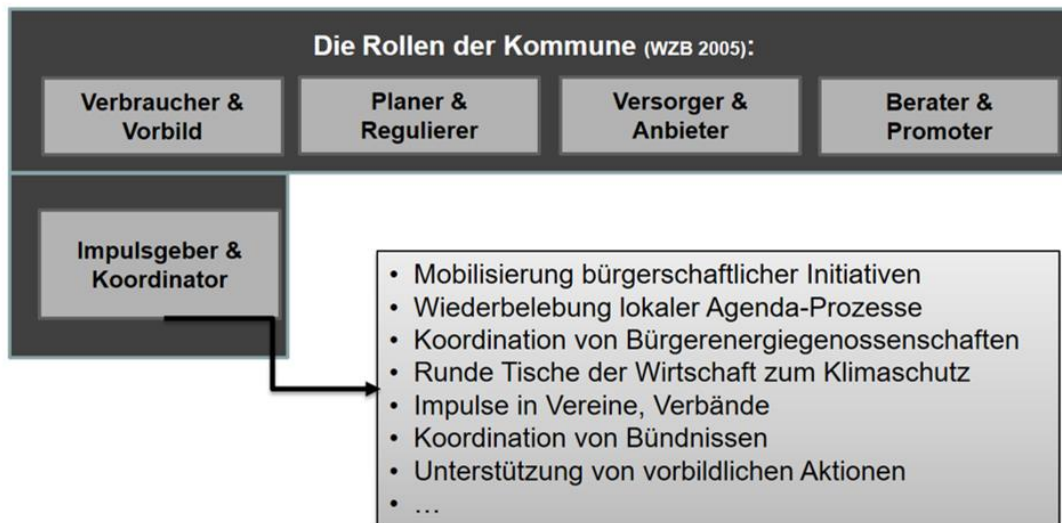 Die Rollen der Kommune (WZB 2005):
Verbraucher &
Vorbild
Planer &
Regulierer
Versorger &
Anbieter
Berater &
Promoter
Impulsgeber &
Koordinator
• Mobilisierung bürgerschaftlicher Initiativen
• Wiederbelebung lokaler Agenda-Prozesse
• Koordination von Bürgerenergiegenossenschaften
• Runde Tische der Wirtschaft zum Klimaschutz
• Impulse in Vereine, Verbände
• Koordination von Bündnissen
• Unterstützung von vorbildlichen Aktionen
• …